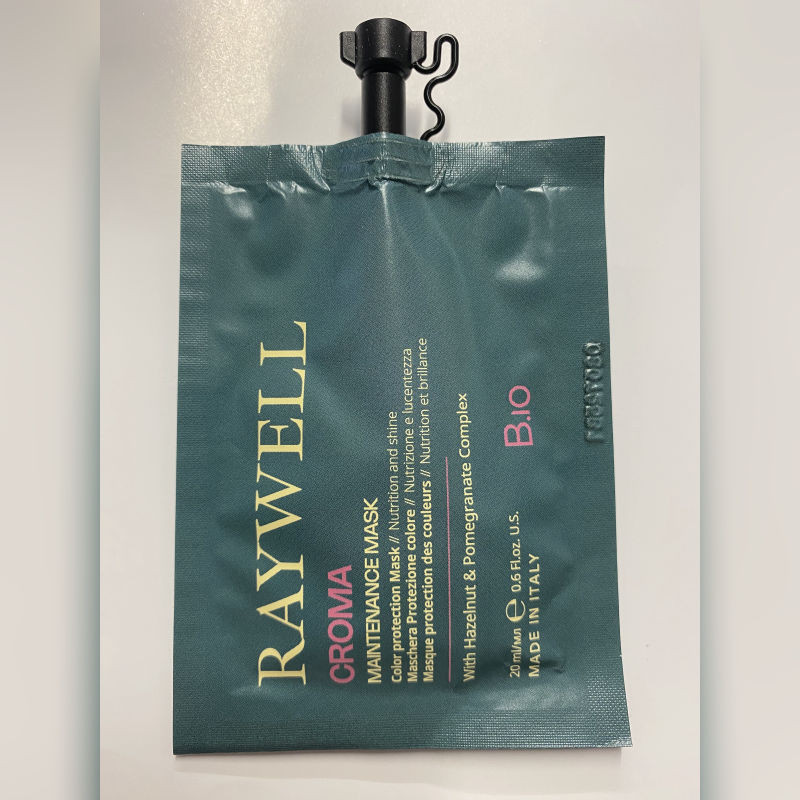 RAYWELL
CROMA
MAINTENANCE MASK
Color protection Mask // Nutrition and shine
Maschera Protezione colore // Nutrizione e lucentezza
Masque protection des couleurs // Nutrition et brillance
With Hazelnut & Pomegranate Complex
B.IO
20 ml/мл ℮ 0.6 Fl.oz. U.S.
MADE IN ITALY